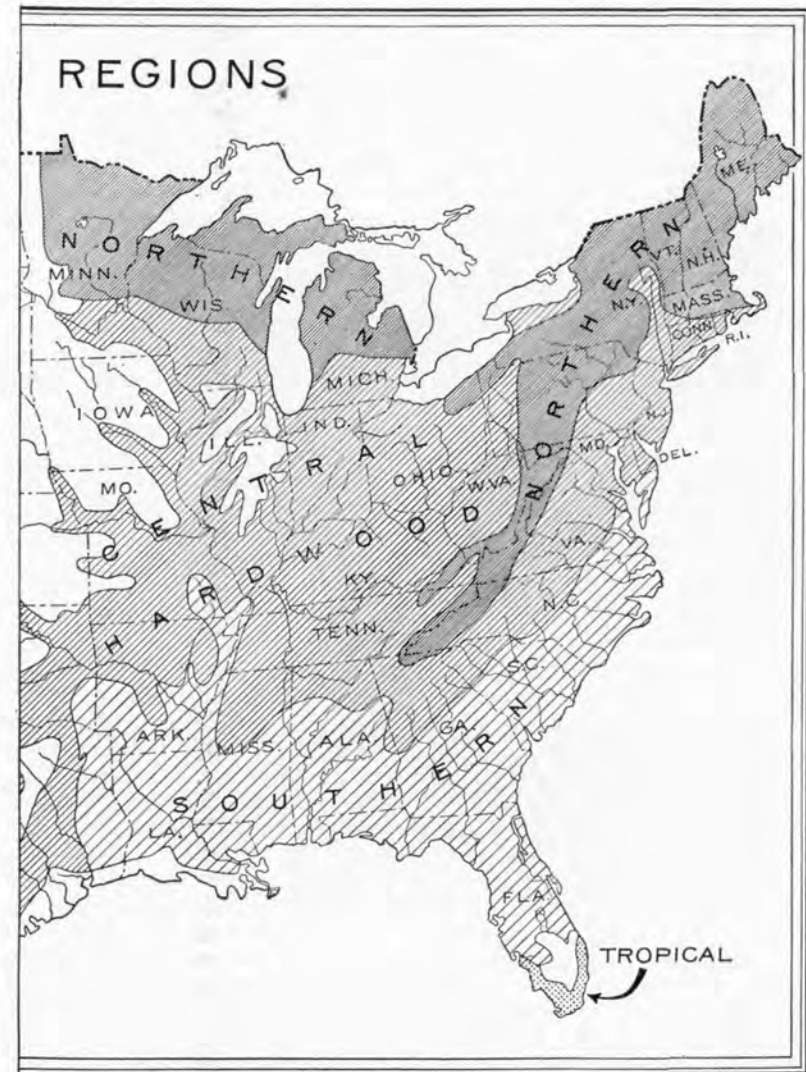 REGIONS
NORTHERN
MINN.
WIS.
MICH.
IOWA
ILL.
IND.
OHIO
MO.
W.VA.
KY.
TENN.
CENTRAL
HARDWOOD
NORTHERN
ME.
VT.
N.H.
N.Y.
MASS.
CONN.
R.I.
N.J.
MD.
DEL.
VA.
N.C.
S.C.
GA.
ALA.
MISS.
ARK.
LA.
SOUTHERN
FLA.
TROPICAL